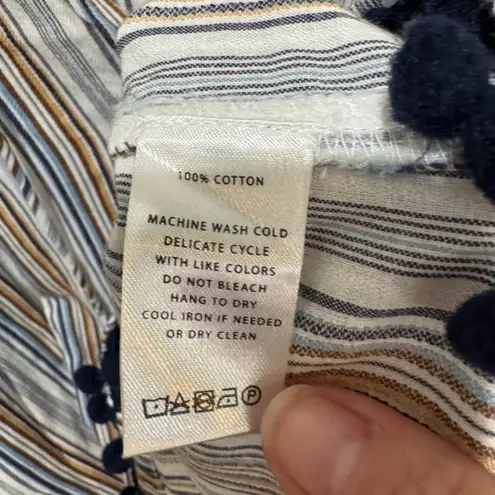 100% COTTON
MACHINE WASH COLD
DELICATE CYCLE
WITH LIKE COLORS
DO NOT BLEACH
HANG TO DRY
COOL IRON IF NEEDED
OR DRY CLEAN
P